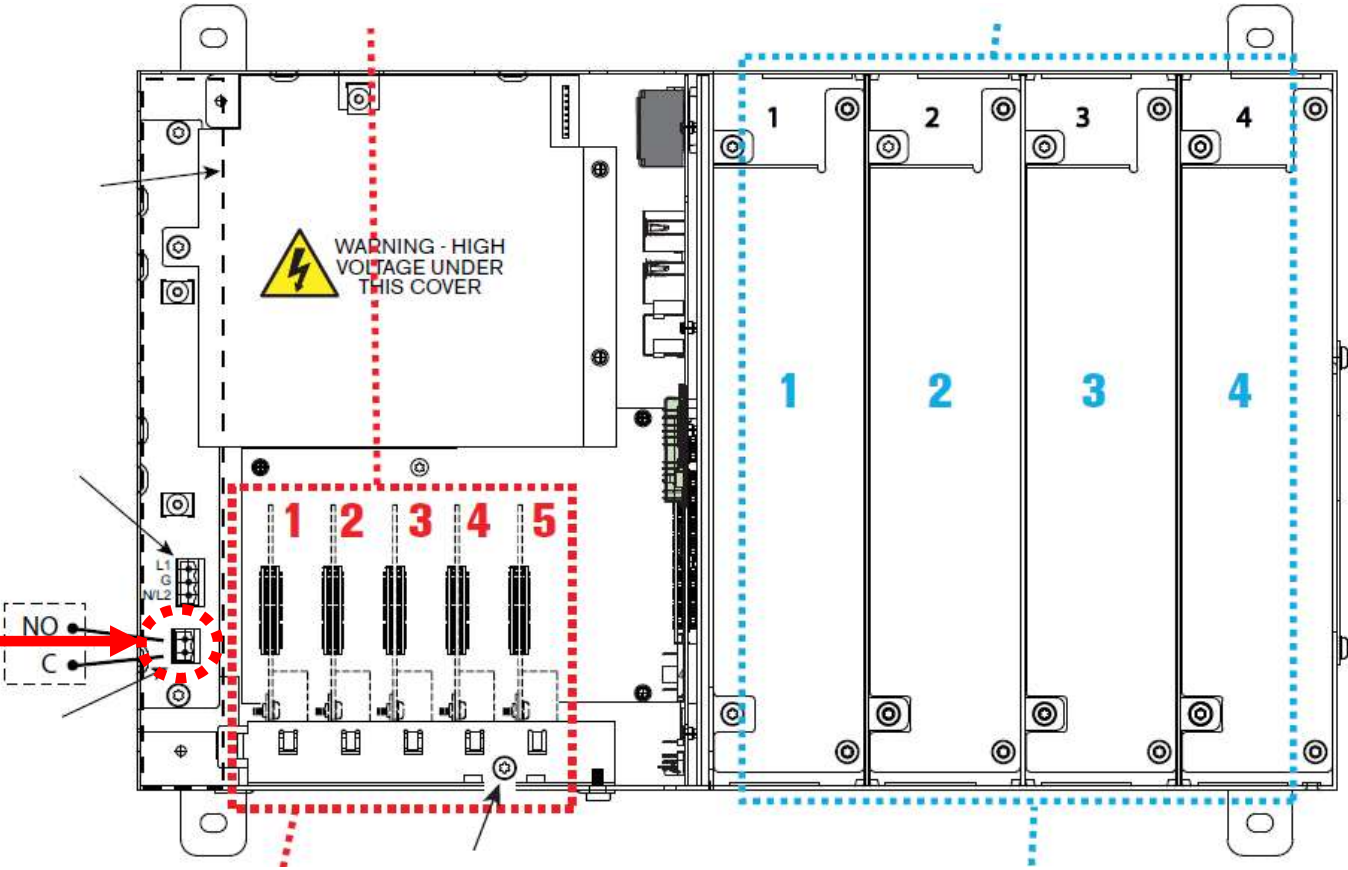 1 2 3 4
WARNING - HIGH
VOLTAGE UNDER
THIS COVER
1 2 3 4
1 2 3 4 5
L1
G
N/L2
NO
C